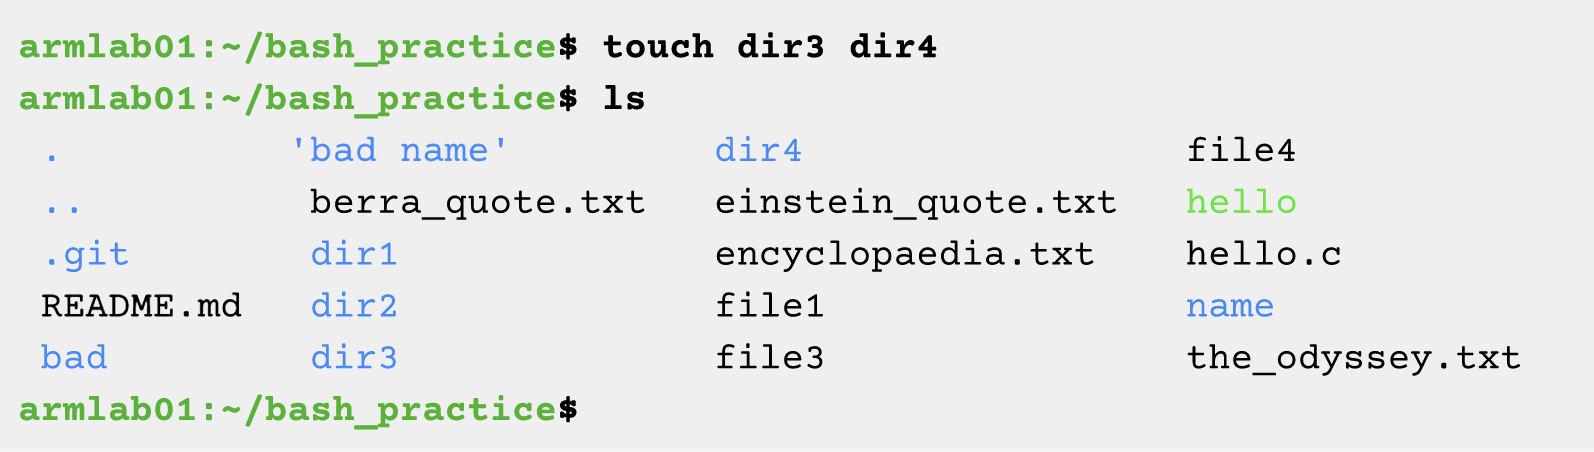 armlab01:~/bash_practice$ touch dir3 dir4
armlab01:~/bash_practice$ ls
.          'bad name'         dir4                 file4
..          berra_quote.txt   einstein_quote.txt   hello
.git        dir1              encyclopaedia.txt    hello.c
README.md   dir2              file1                name
bad         dir3              file3                the_odyssey.txt
armlab01:~/bash_practice$